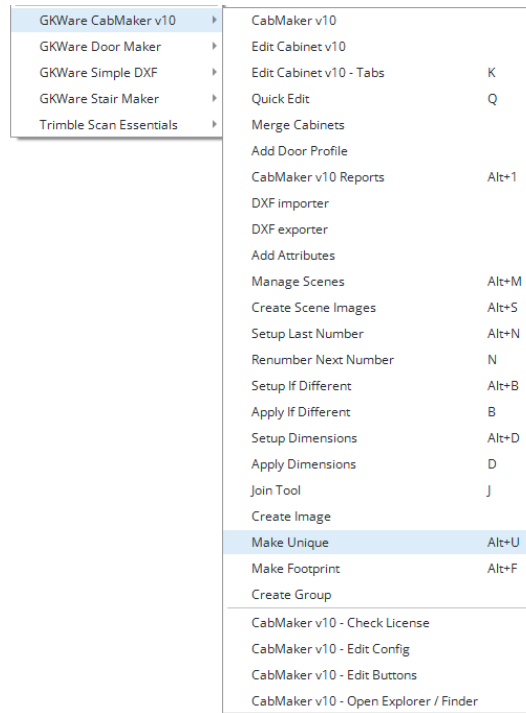 GKWare CabMaker v10
GKWare Door Maker
GKWare Simple DXF
GKWare Stair Maker
Trimble Scan Essentials
CabMaker v10
Edit Cabinet v10
Edit Cabinet v10 - Tabs K
Quick Edit Q
Merge Cabinets
Add Door Profile
CabMaker v10 Reports Alt+1
DXF importer
DXF exporter
Add Attributes
Manage Scenes Alt+M
Create Scene Images Alt+S
Setup Last Number Alt+N
Renumber Next Number N
Setup If Different Alt+B
Apply If Different B
Setup Dimensions Alt+D
Apply Dimensions D
Join Tool J
Create Image
Make Unique Alt+U
Make Footprint Alt+F
Create Group
CabMaker v10 - Check License
CabMaker v10 - Edit Config
CabMaker v10 - Edit Buttons
CabMaker v10 - Open Explorer / Finder